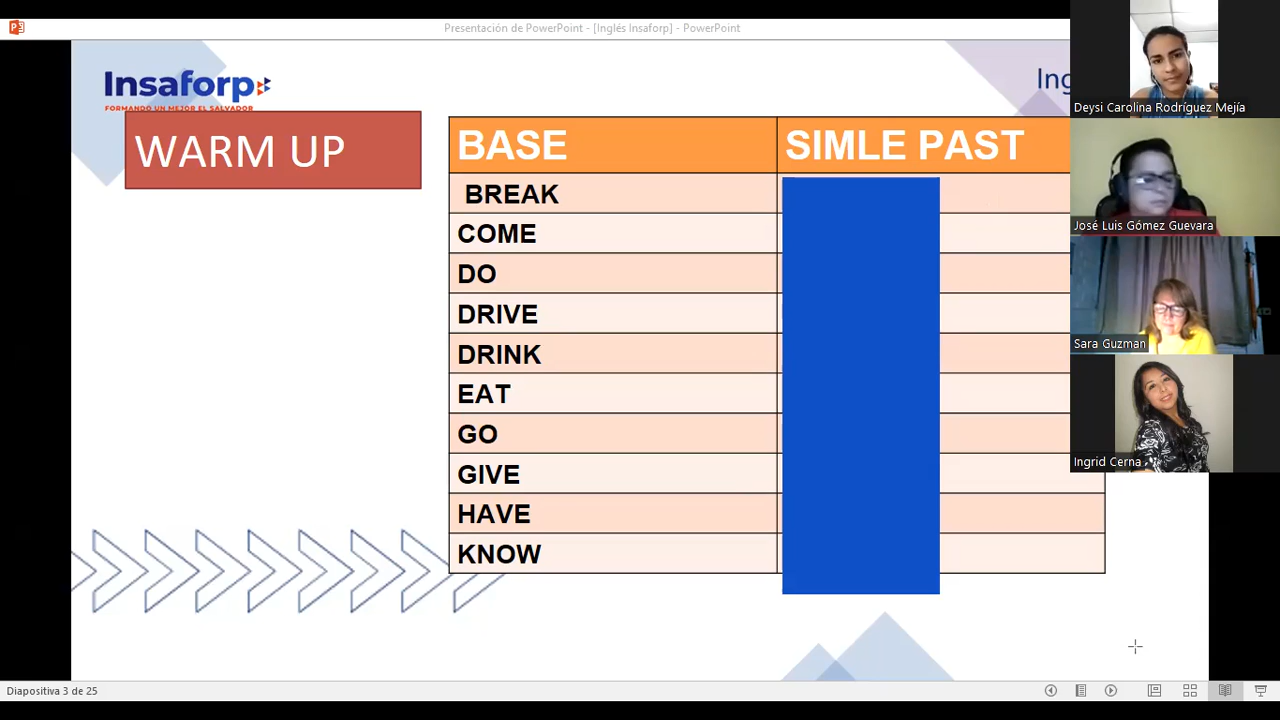 Presentación de PowerPoint - [Inglés Insaforp] - PowerPoint
Insaforp
FORMANDO UN MEJOR EL SALVADOR
WARM UP
BASE SIMLE PAST
BREAK
COME
DO
DRIVE
DRINK
EAT
GO
GIVE
HAVE
KNOW
Deysi Carolina Rodríguez Mejía
José Luis Gómez Guevara
Sara Guzman
Ingrid Cerna
Diapositiva 3 de 25